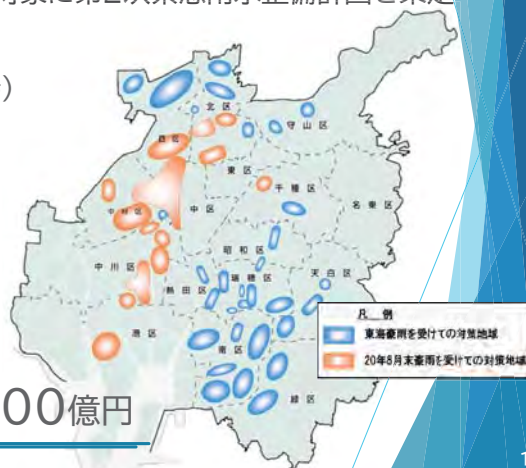 対象に第2次緊急雨水整備計画を策定
)
北区
守山区
西区
東区
千種区
名東区
中村区
中区
昭和区
中川区
瑞穂区
天白区
熱田区
港区
南区
緑区
凡 例
東海豪雨を受けての対策地域
20年8月末豪雨を受けての対策地域
00億円
1